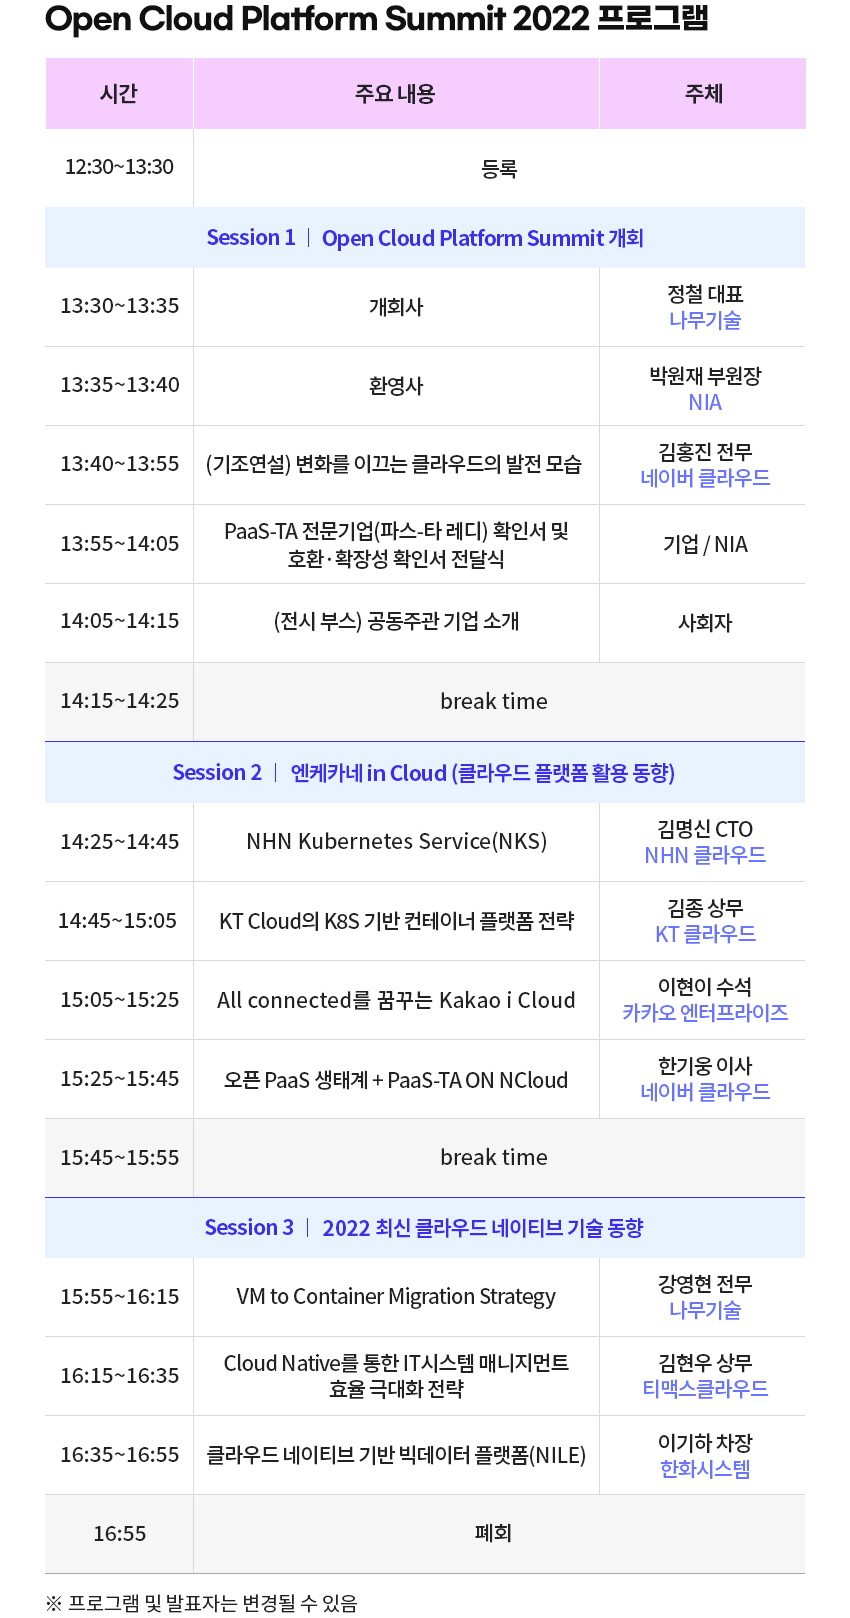 Open Cloud Platform Summit 2022 프로그램
시간 주요 내용 주체
12:30~13:30 등록
Session 1 | Open Cloud Platform Summit 개회
13:30~13:35 개회사 정철 대표
나무기술
13:35~13:40 환영사 박원재 부원장
NIA
13:40~13:55 (기조연설) 변화를 이끄는 클라우드의 발전 모습 김홍진 전무
네이버 클라우드
13:55~14:05 PaaS-TA 전문기업(파스-타 레디) 확인서 및
호환·확장성 확인서 전달식 기업 / NIA
14:05~14:15 (전시 부스) 공동주관 기업 소개 사회자
14:15~14:25 break time
Session 2 | 엔케카네 in Cloud (클라우드 플랫폼 활용 동향)
14:25~14:45 NHN Kubernetes Service(NKS) 김명신 CTO
NHN 클라우드
14:45~15:05 KT Cloud의 K8S 기반 컨테이너 플랫폼 전략 김종 상무
KT 클라우드
15:05~15:25 All connected를 꿈꾸는 Kakao i Cloud 이현이 수석
카카오 엔터프라이즈
15:25~15:45 오픈 PaaS 생태계 + PaaS-TA ON NCloud 한기웅 이사
네이버 클라우드
15:45~15:55 break time
Session 3 | 2022 최신 클라우드 네이티브 기술 동향
15:55~16:15 VM to Container Migration Strategy 강영현 전무
나무기술
16:15~16:35 Cloud Native를 통한 IT시스템 매니지먼트
효율 극대화 전략 김현우 상무
티맥스클라우드
16:35~16:55 클라우드 네이티브 기반 빅데이터 플랫폼(NILE) 이기하 차장
한화시스템
16:55 폐회
※ 프로그램 및 발표자는 변경될 수 있음